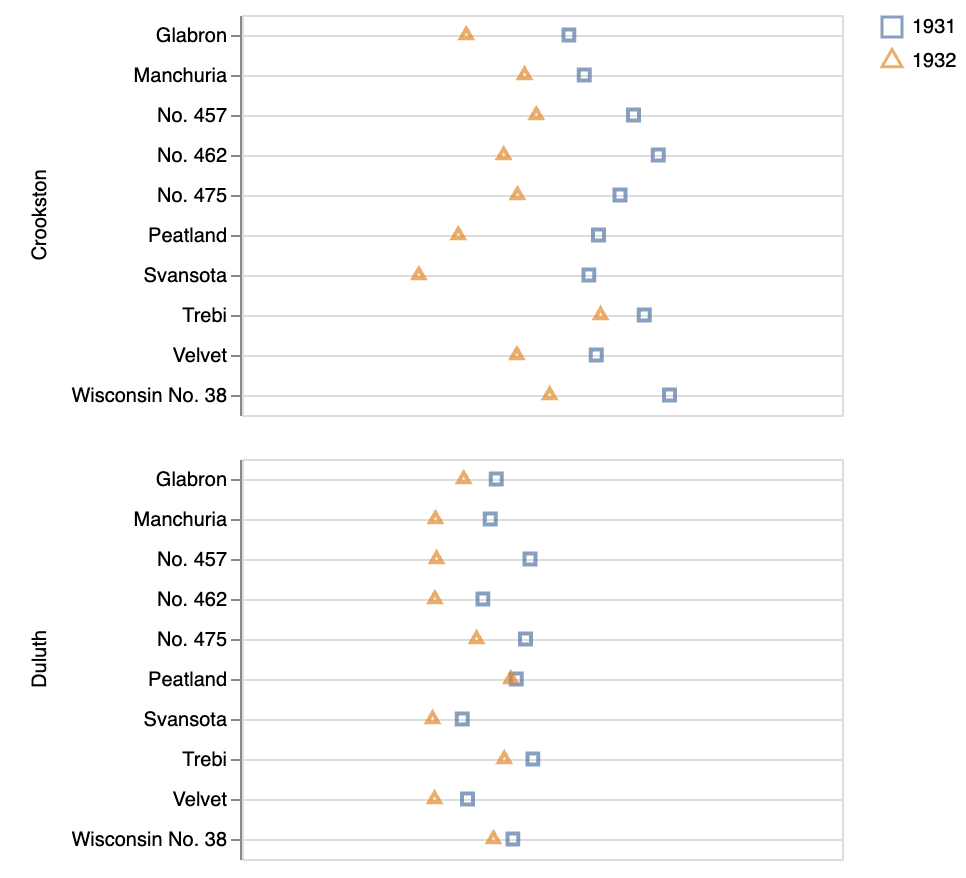 Crookston
Glabron
Manchuria
No. 457
No. 462
No. 475
Peatland
Svansota
Trebi
Velvet
Wisconsin No. 38
Duluth
Glabron
Manchuria
No. 457
No. 462
No. 475
Peatland
Svansota
Trebi
Velvet
Wisconsin No. 38
1931
1932